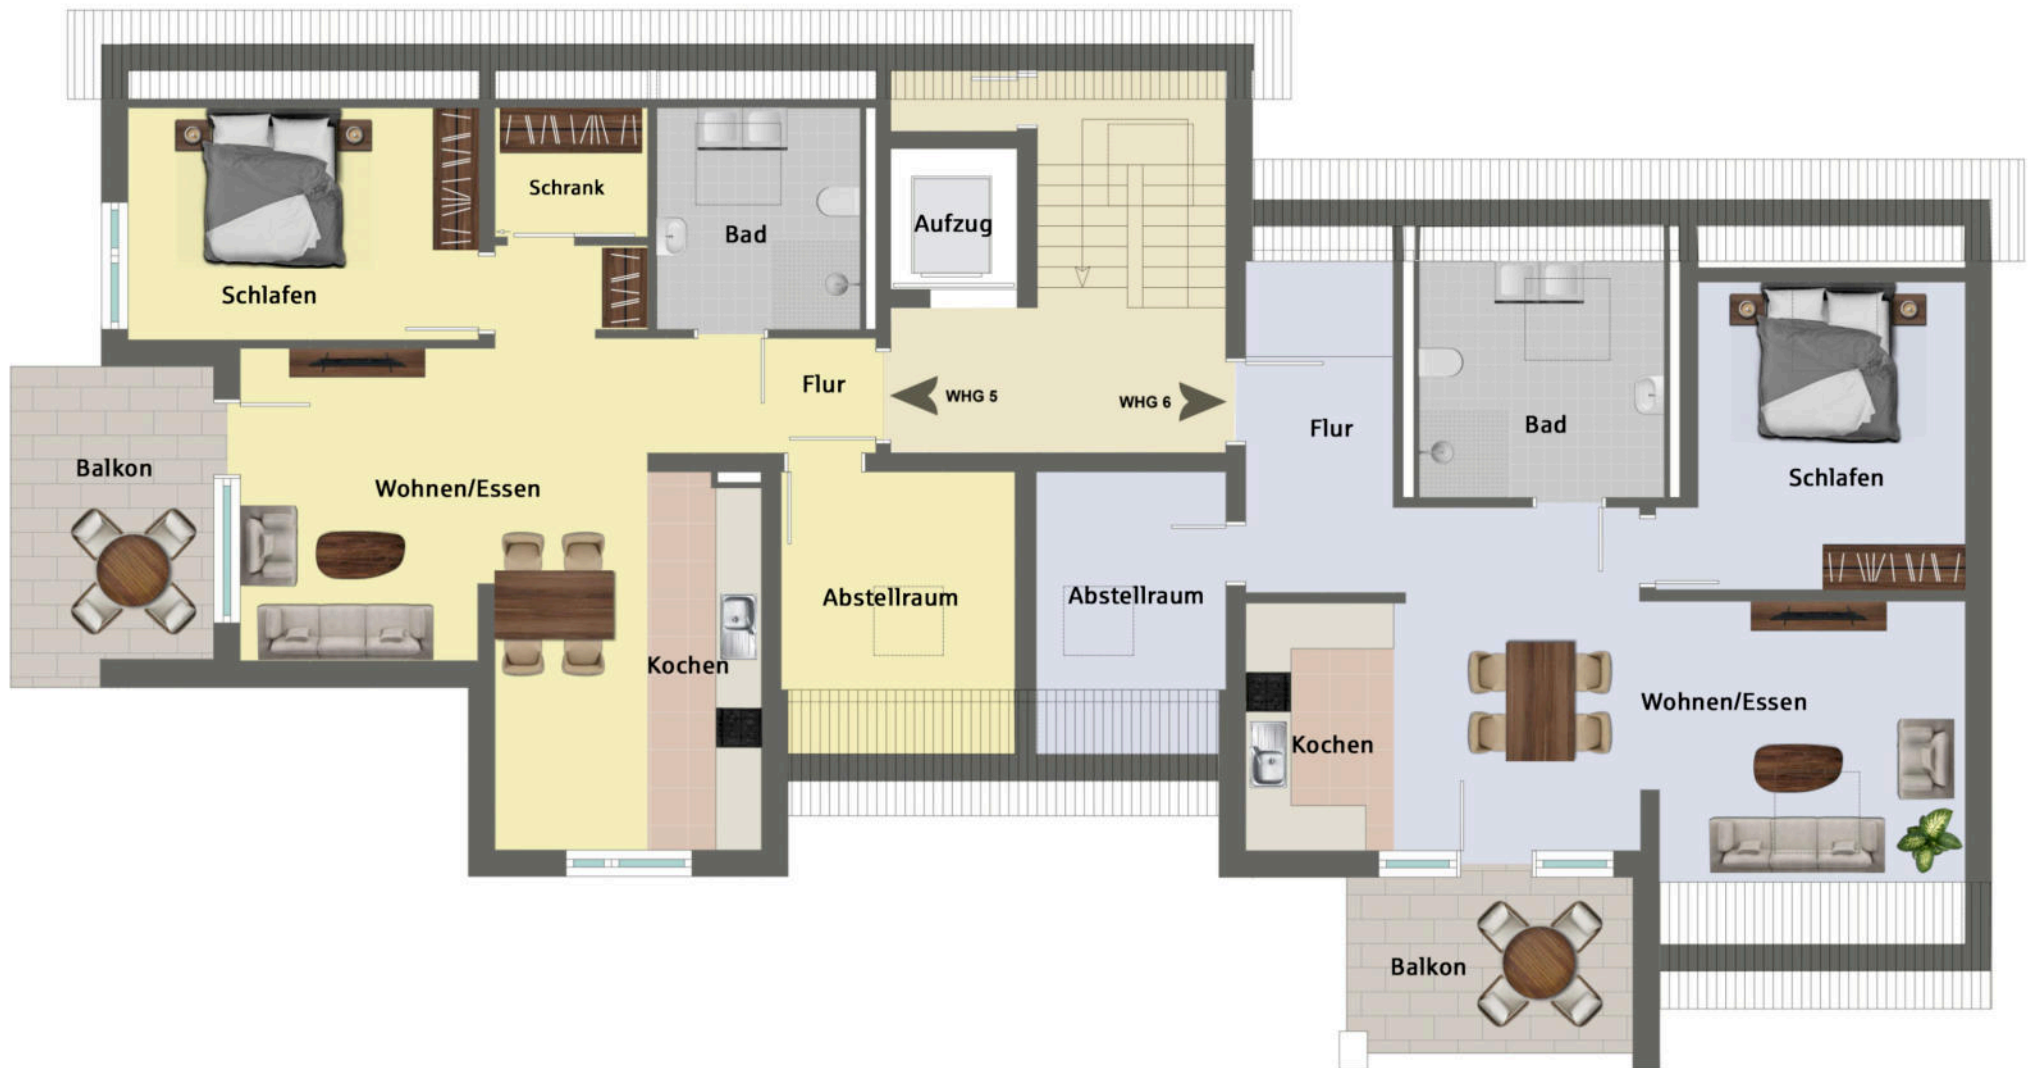 Schrank
Bad
Aufzug
Schlafen
Flur
WHG 5
WHG 6
Flur
Bad
Balkon
Wohnen/Essen
Schlafen
Abstellraum
Abstellraum
Kochen
Wohnen/Essen
Kochen
Balkon